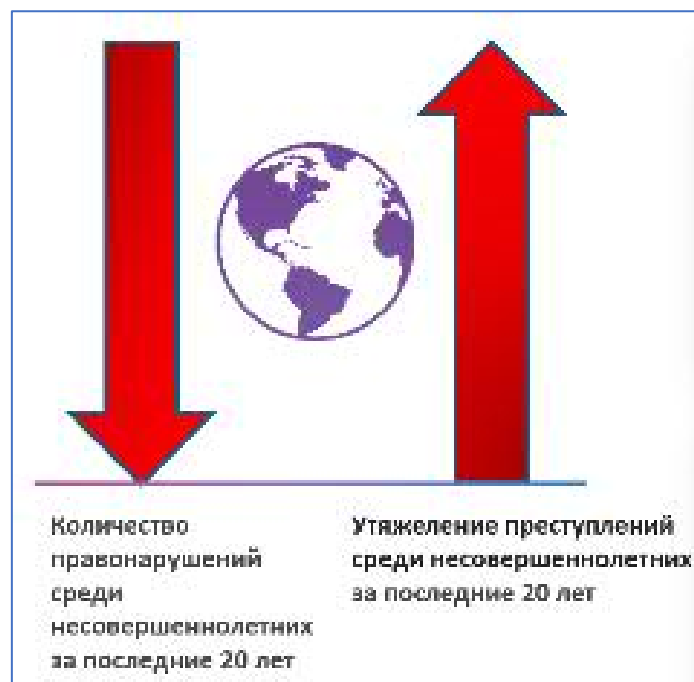 Количество
правонарушений
среди
несовершеннолетних
за последние 20 лет
Утяжеление преступлений
среди несовершеннолетних
за последние 20 лет